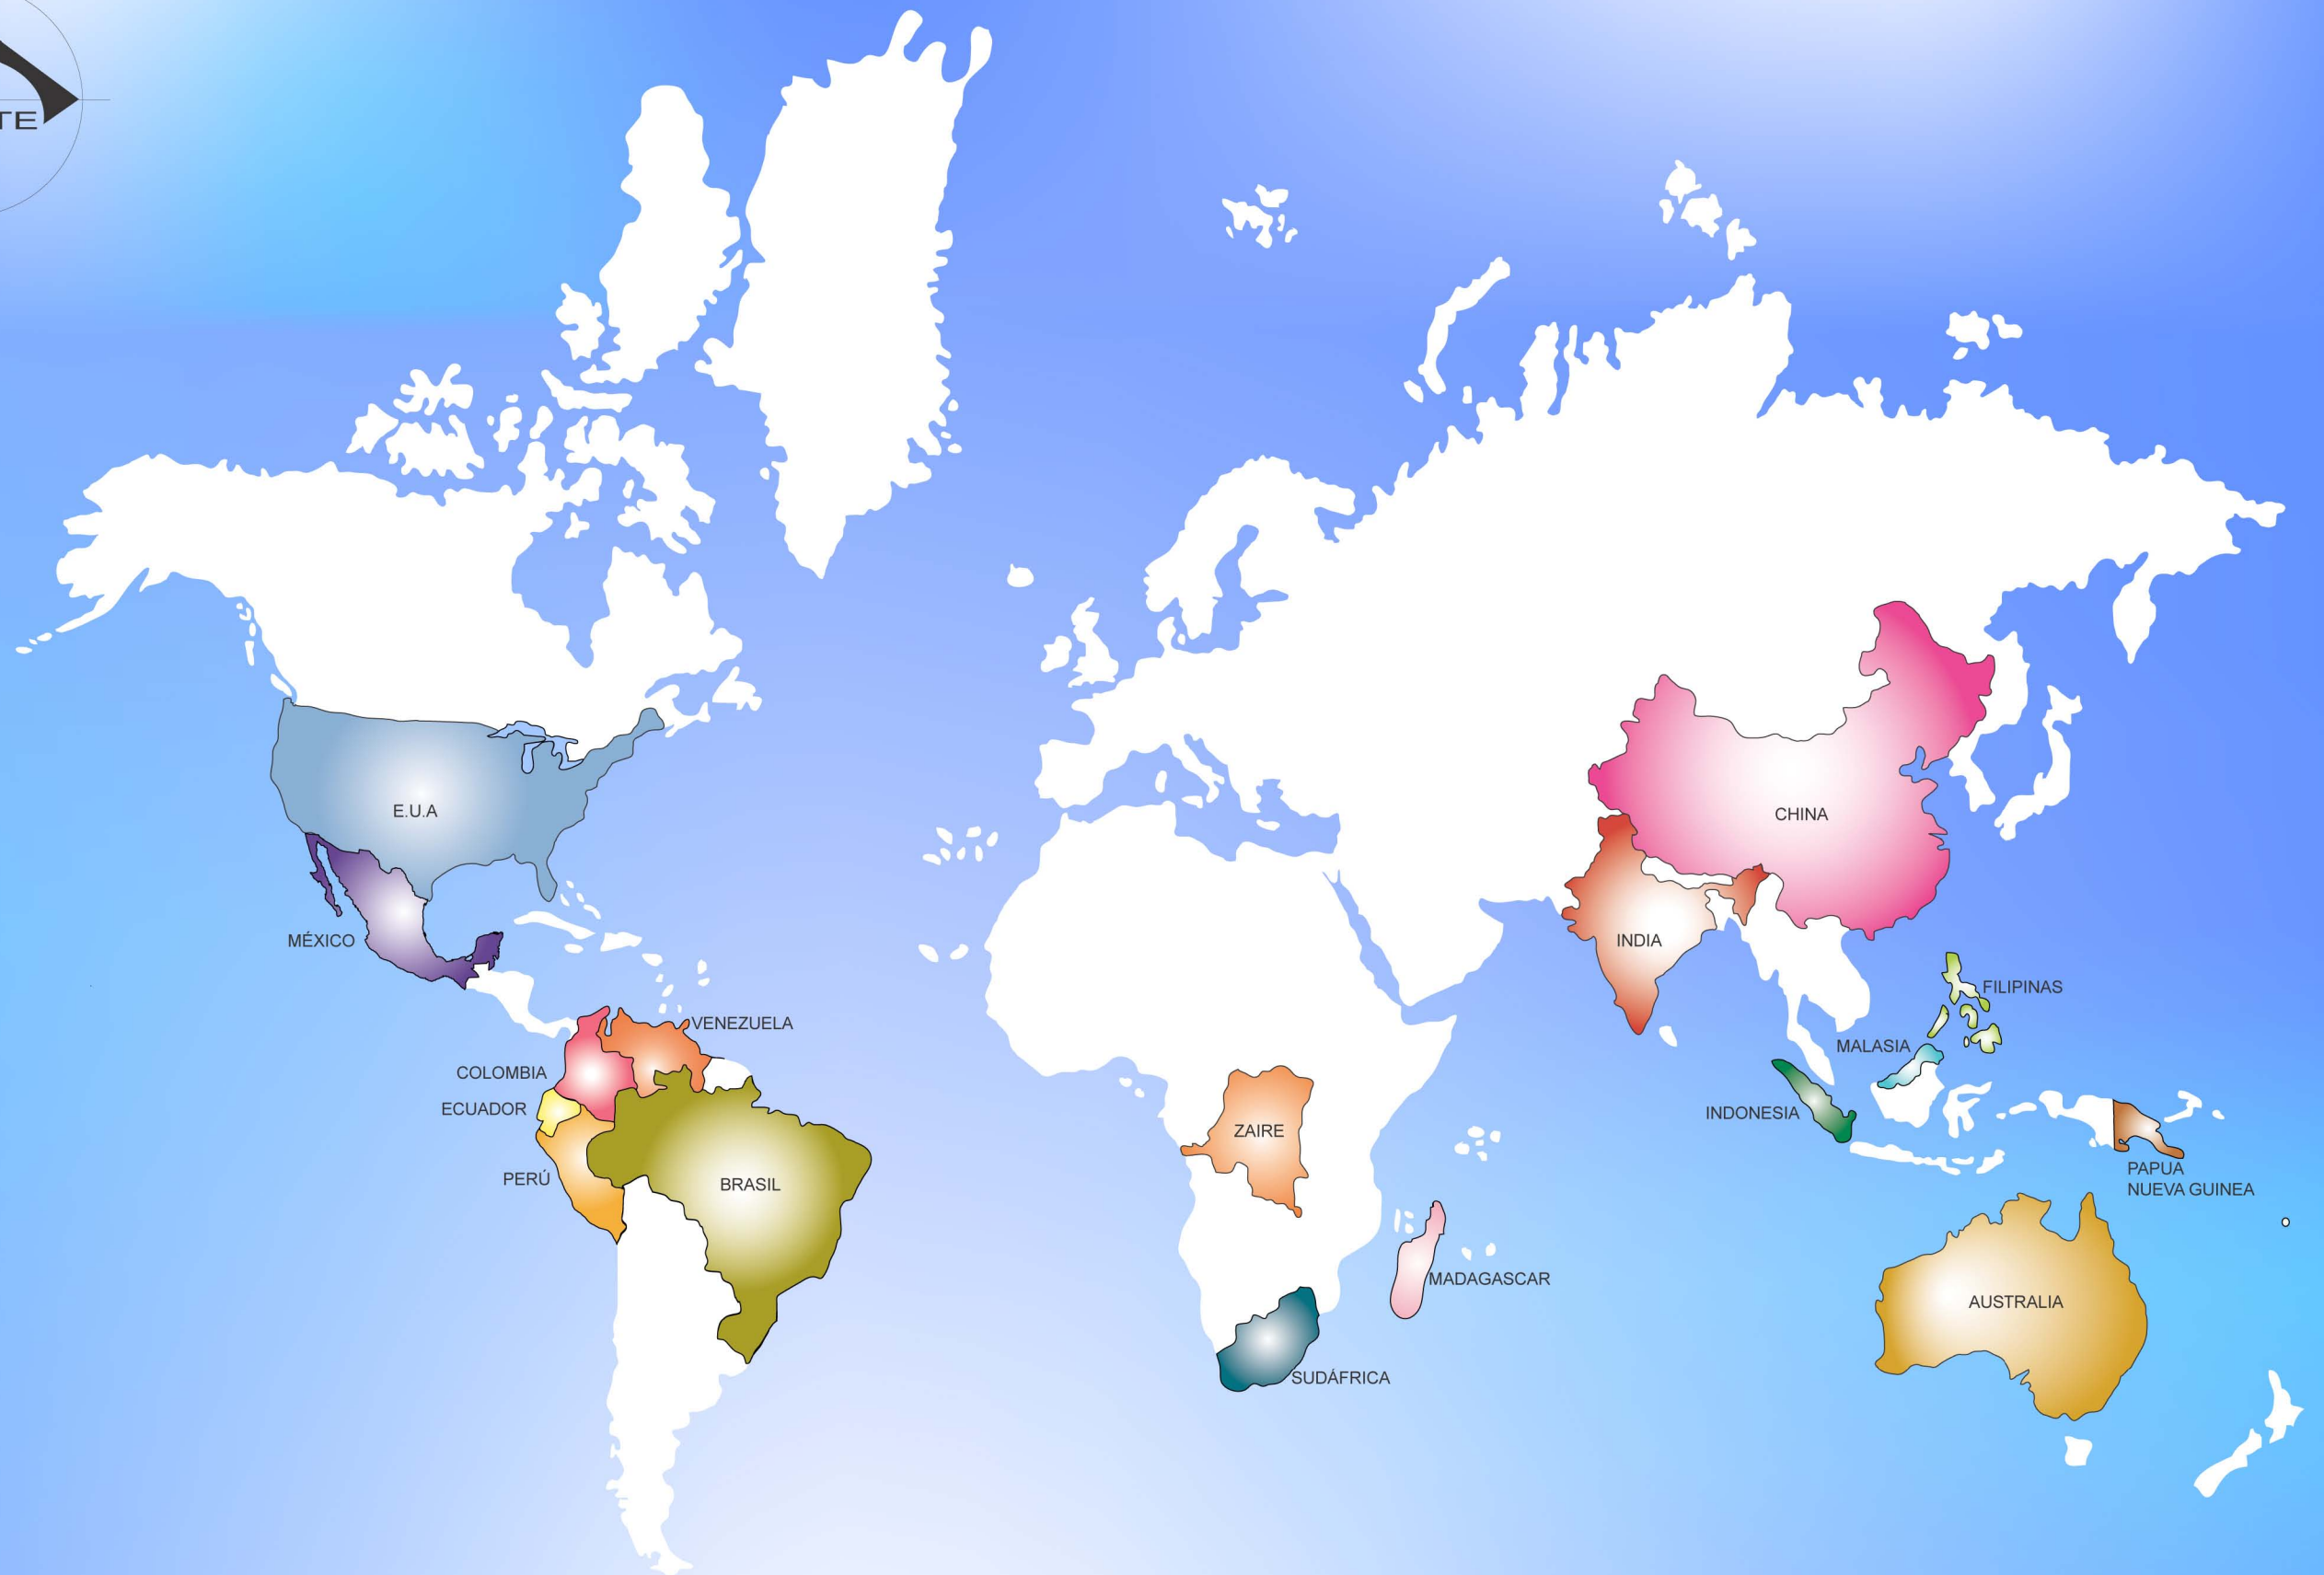 TE
E.U.A
CHINA
MÉXICO
INDIA
FILIPINAS
VENEZUELA
MALASIA
COLOMBIA
ECUADOR
INDONESIA
ZAIRE
PERÚ
BRASIL
PAPUA
NUEVA GUINEA
MADAGASCAR
AUSTRALIA
SUDÁFRICA